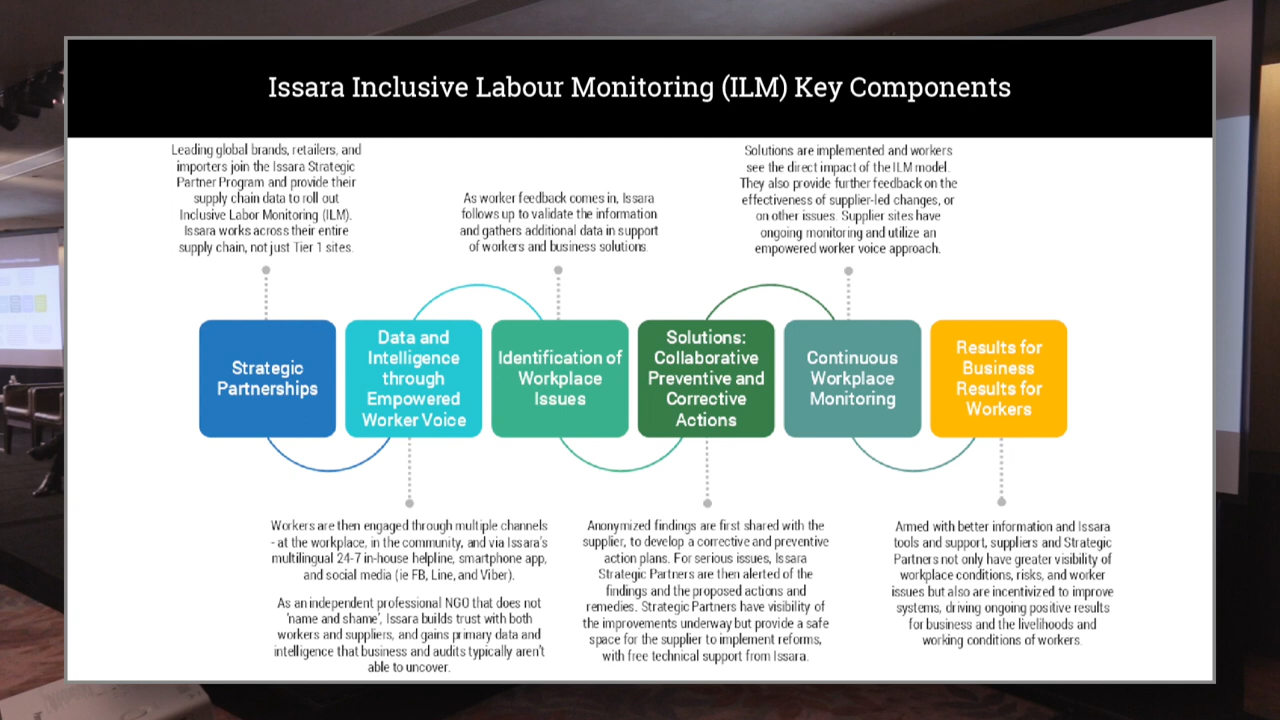 Issara Inclusive Labour Monitoring (ILM) Key Components
Leading global brands, retailers, and
importers join the Issara Strategic
Partner Program and provide their
supply chain data to roll out
Inclusive Labor Monitoring (ILM).
Issara works across their entire
supply chain, not just Tier 1 sites.
As worker feedback comes in, Issara
follows up to validate the information
and gathers additional data in support
of workers and business solutions.
Solutions are implemented and workers
see the direct impact of the ILM model.
They also provide further feedback on the
effectiveness of supplier-led changes, or
on other issues. Supplier sites have
ongoing monitoring and utilize an
empowered worker voice approach.
Strategic
Partnerships
Data and
Intelligence
through
Empowered
Worker Voice
Identification of
Workplace
Issues
Solutions:
Collaborative
Preventive and
Corrective
Actions
Continuous
Workplace
Monitoring
Results for
Business
Results for
Workers
Workers are then engaged through multiple channels
- at the workplace, in the community, and via Issara's
multilingual 24-7 in-house helpline, smartphone app,
and social media (ie FB, Line, and Viber).
As an independent professional NGO that does not
'name and shame', Issara builds trust with both
workers and suppliers, and gains primary data and
intelligence that business and audits typically aren't
able to uncover.
Anonymized findings are first shared with the
supplier, to develop a corrective and preventive
action plans. For serious issues, Issara
Strategic Partners are then alerted of the
findings and the proposed actions and
remedies. Strategic Partners have visibility of
the improvements underway but provide a safe
space for the supplier to implement reforms,
with free technical support from Issara.
Armed with better information and Issara
tools and support, suppliers and Strategic
Partners not only have greater visibility of
workplace conditions, risks, and worker
issues but also are incentivized to improve
systems, driving ongoing positive results
for business and the livelihoods and
working conditions of workers.